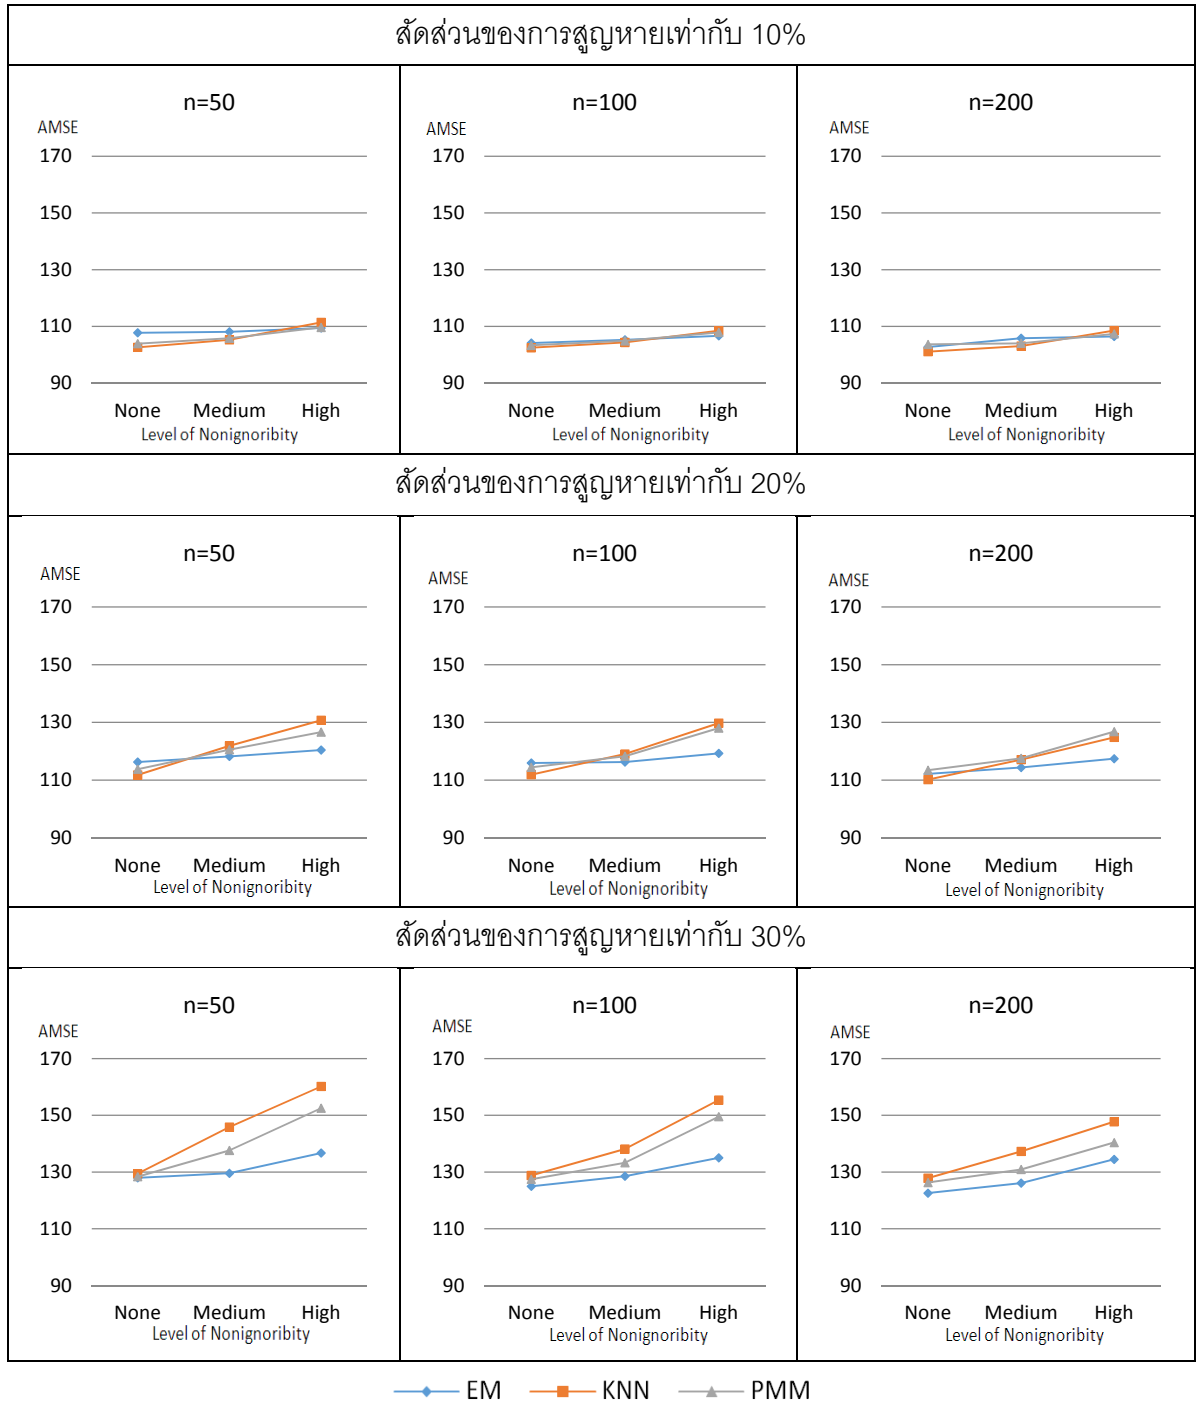 สัดส่วนของการสูญหายเท่ากับ 10%
n=50
AMSE
170
150
130
110
90
None Medium High
Level of Nonignoribity
n=100
AMSE
170
150
130
110
90
None Medium High
Level of Nonignoribity
n=200
AMSE
170
150
130
110
90
None Medium High
Level of Nonignoribity
สัดส่วนของการสูญหายเท่ากับ 20%
n=50
AMSE
170
150
130
110
90
None Medium High
Level of Nonignoribity
n=100
AMSE
170
150
130
110
90
None Medium High
Level of Nonignoribity
n=200
AMSE
170
150
130
110
90
None Medium High
Level of Nonignoribity
สัดส่วนของการสูญหายเท่ากับ 30%
n=50
AMSE
170
150
130
110
90
None Medium High
Level of Nonignoribity
n=100
AMSE
170
150
130
110
90
None Medium High
Level of Nonignoribity
n=200
AMSE
170
150
130
110
90
None Medium High
Level of Nonignoribity
EM KNN PMM